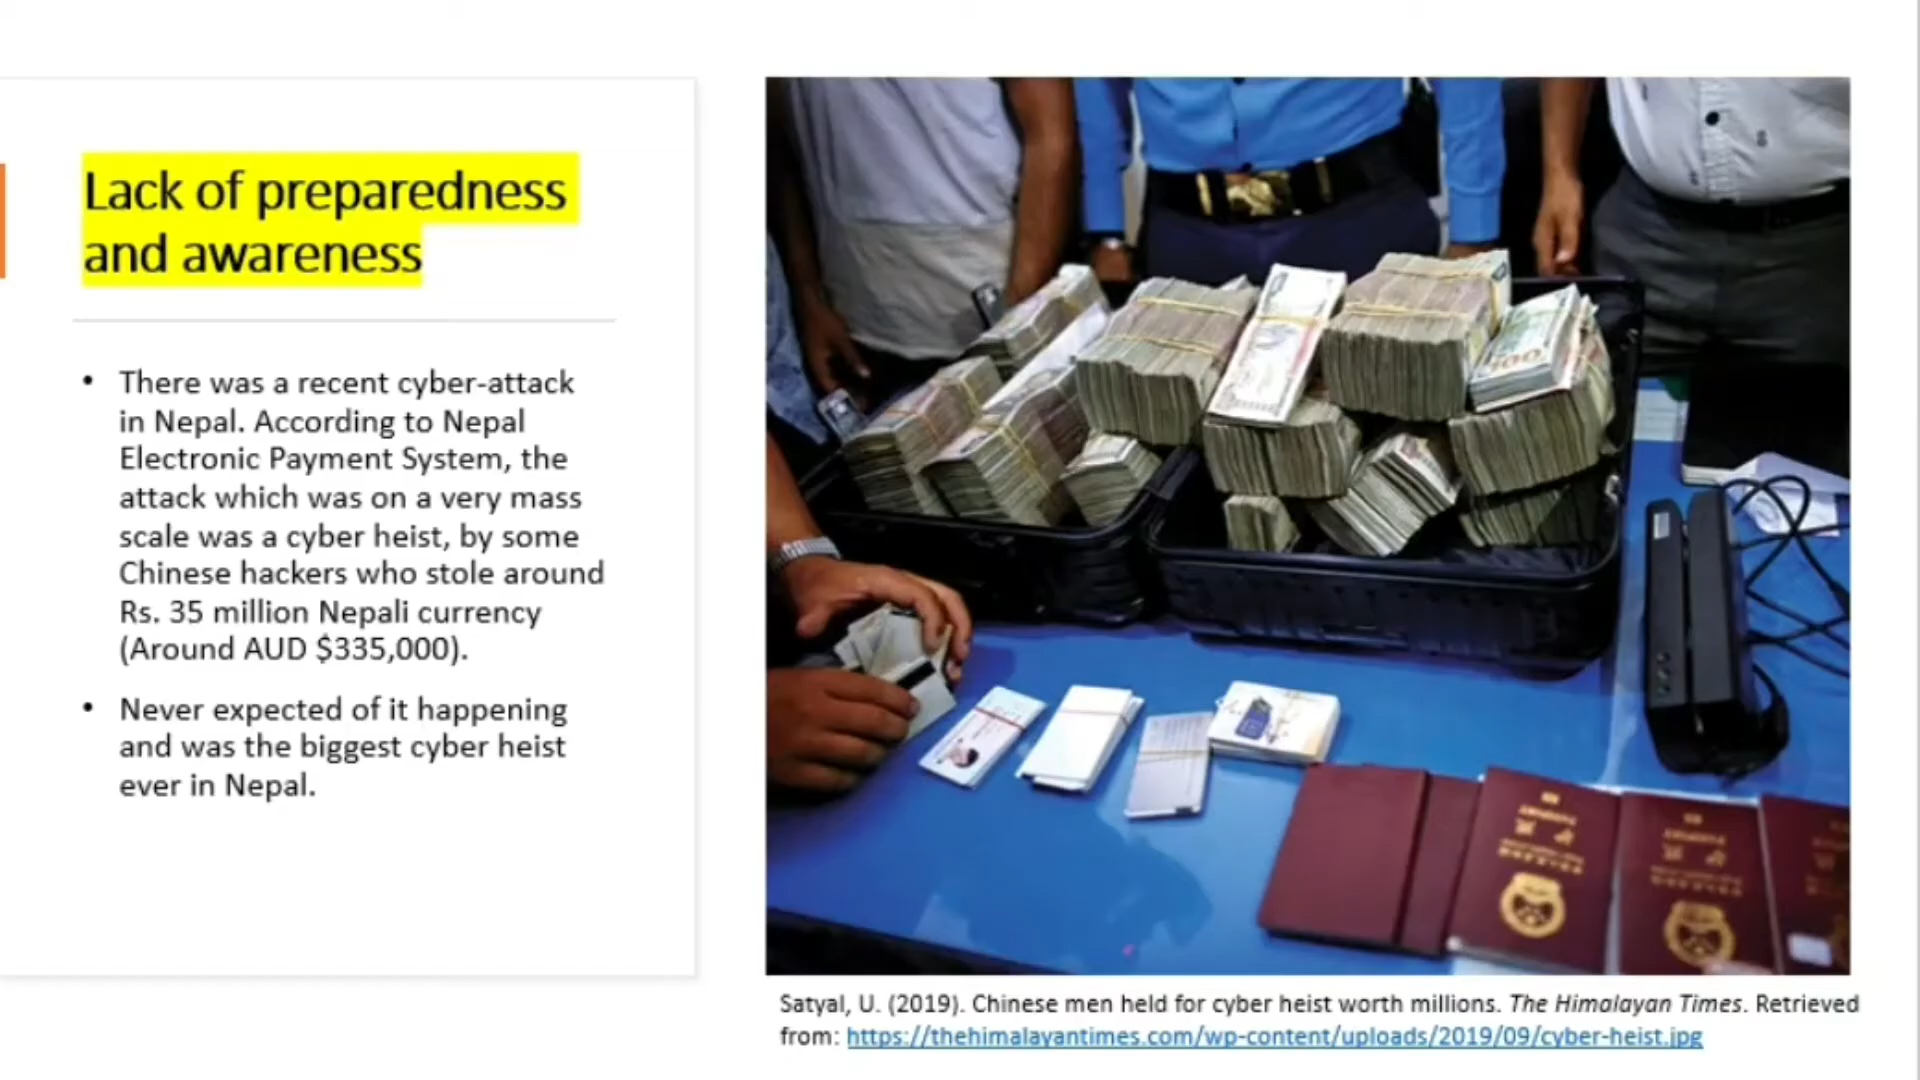 Lack of preparedness
and awareness
• There was a recent cyber-attack
in Nepal. According to Nepal
Electronic Payment System, the
attack which was on a very mass
scale was a cyber heist, by some
Chinese hackers who stole around
Rs. 35 million Nepali currency
(Around AUD $335,000).
• Never expected of it happening
and was the biggest cyber heist
ever in Nepal.
Satyal, U. (2019). Chinese men held for cyber heist worth millions. The Himalayan Times. Retrieved
from: https://thehimalayantimes.com/wp-content/uploads/2019/09/cyber-heist.jpg